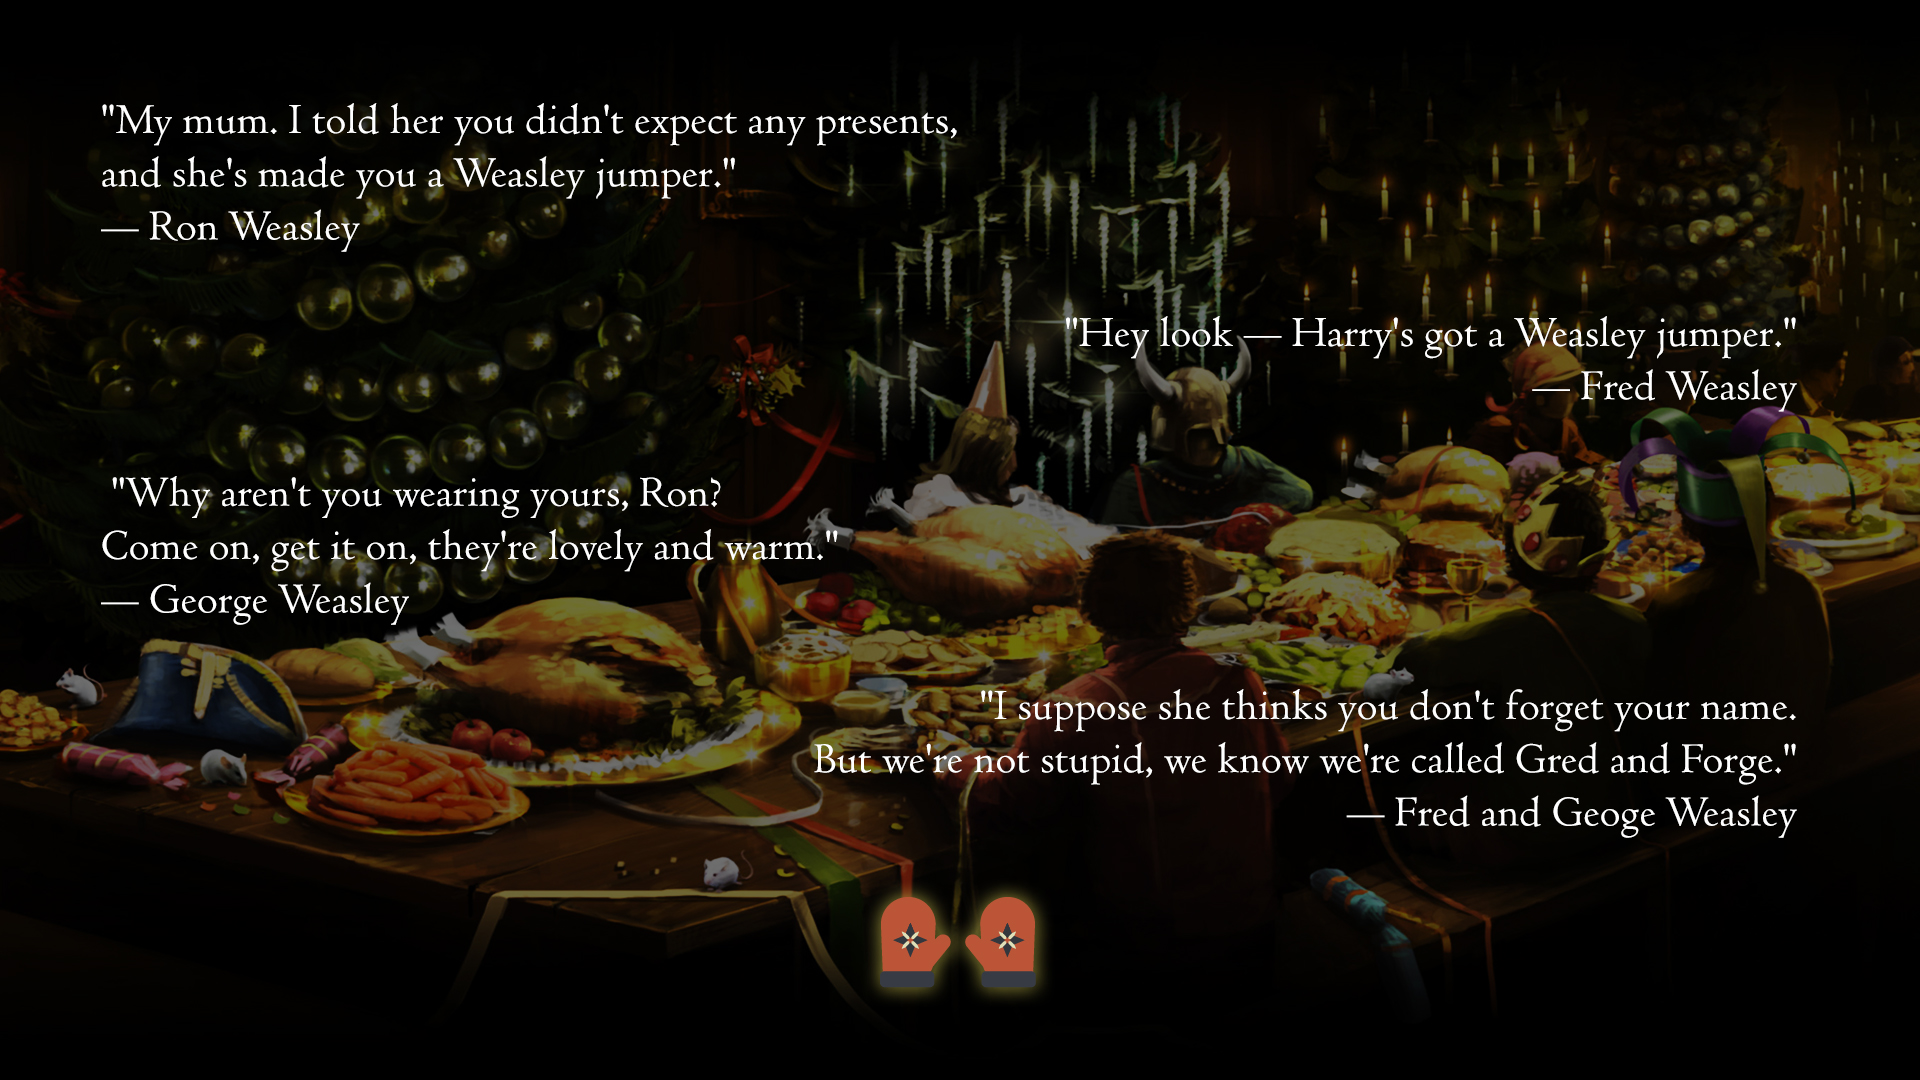 "My mum. I told her you didn't expect any presents,
and she's made you a Weasley jumper."
— Ron Weasley
"Hey look — Harry's got a Weasley jumper."
— Fred Weasley
"Why aren't you wearing yours, Ron?
Come on, get it on, they're lovely and warm."
— George Weasley
"I suppose she thinks you don't forget your name.
But we're not stupid, we know we're called Gred and Forge."
— Fred and Geoge Weasley